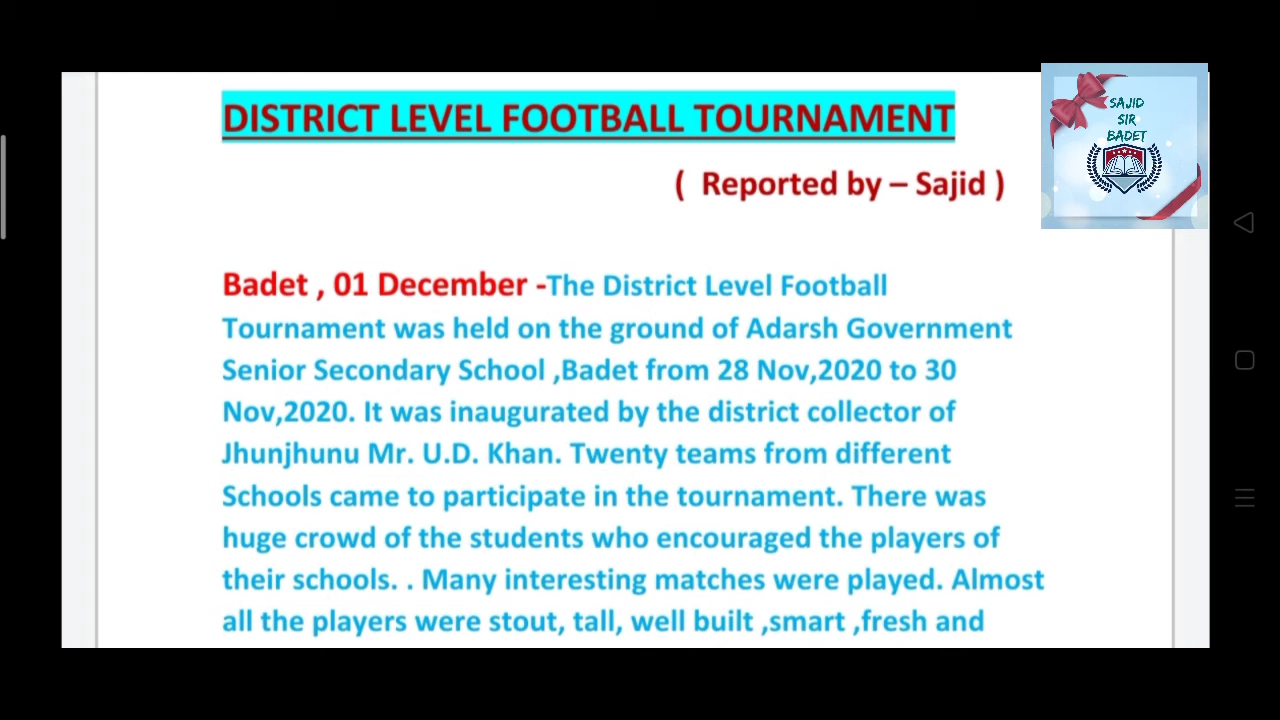 DISTRICT LEVEL FOOTBALL TOURNAMENT
( Reported by – Sajid )
SAJID
SIR
BADET
Badet , 01 December -The District Level Football
Tournament was held on the ground of Adarsh Government
Senior Secondary School ,Badet from 28 Nov,2020 to 30
Nov,2020. It was inaugurated by the district collector of
Jhunjhunu Mr. U.D. Khan. Twenty teams from different
Schools came to participate in the tournament. There was
huge crowd of the students who encouraged the players of
their schools. . Many interesting matches were played. Almost
all the players were stout, tall, well built ,smart ,fresh and